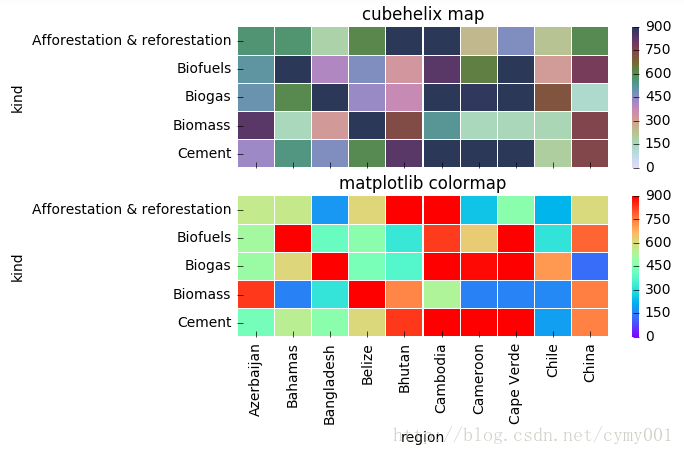 cubehelix map
kind
Afforestation & reforestation
Biofuels
Biogas
Biomass
Cement
900
750
600
450
300
150
0
matplotlib colormap
kind
Afforestation & reforestation
Biofuels
Biogas
Biomass
Cement
900
750
600
450
300
150
0
Azerbaijan
Bahamas
Bangladesh
Belize
Bhutan
Cambodia
Cameroon
Cape Verde
Chile
China
region
http://blog.csdn.net/cymy001